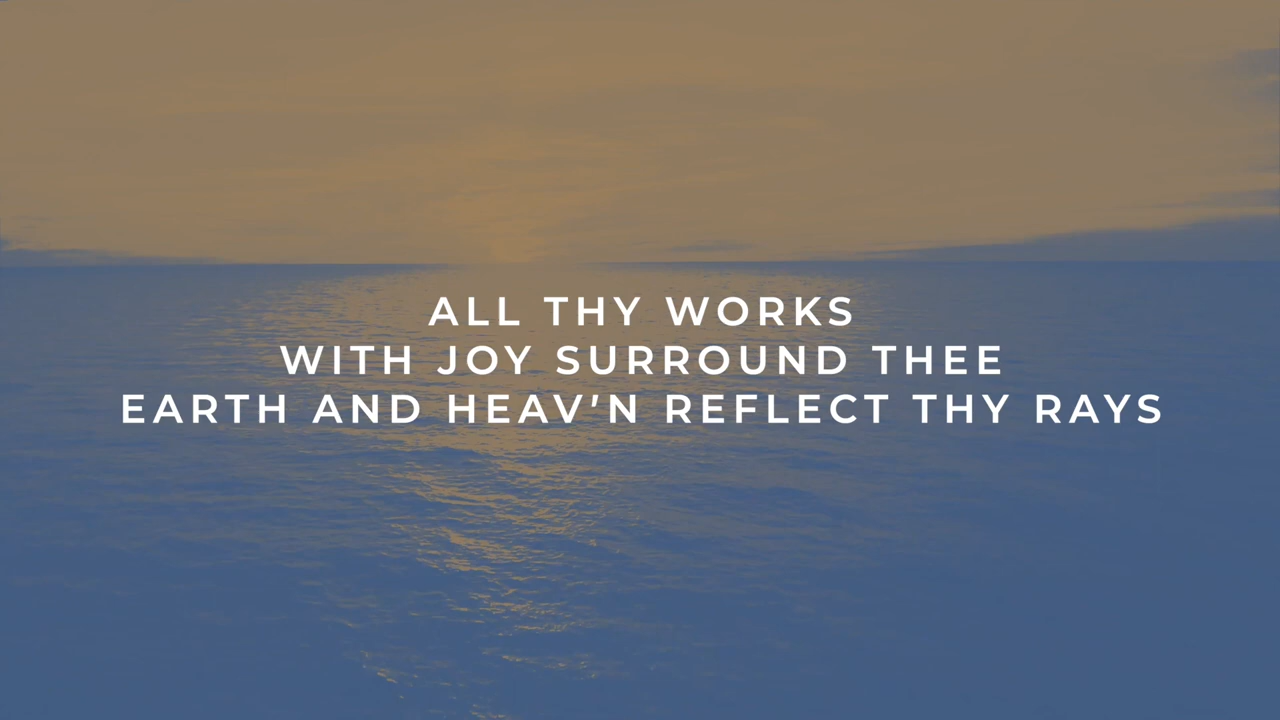 ALL THY WORKS
WITH JOY SURROUND THEE
EARTH AND HEAV'N REFLECT THY RAYS